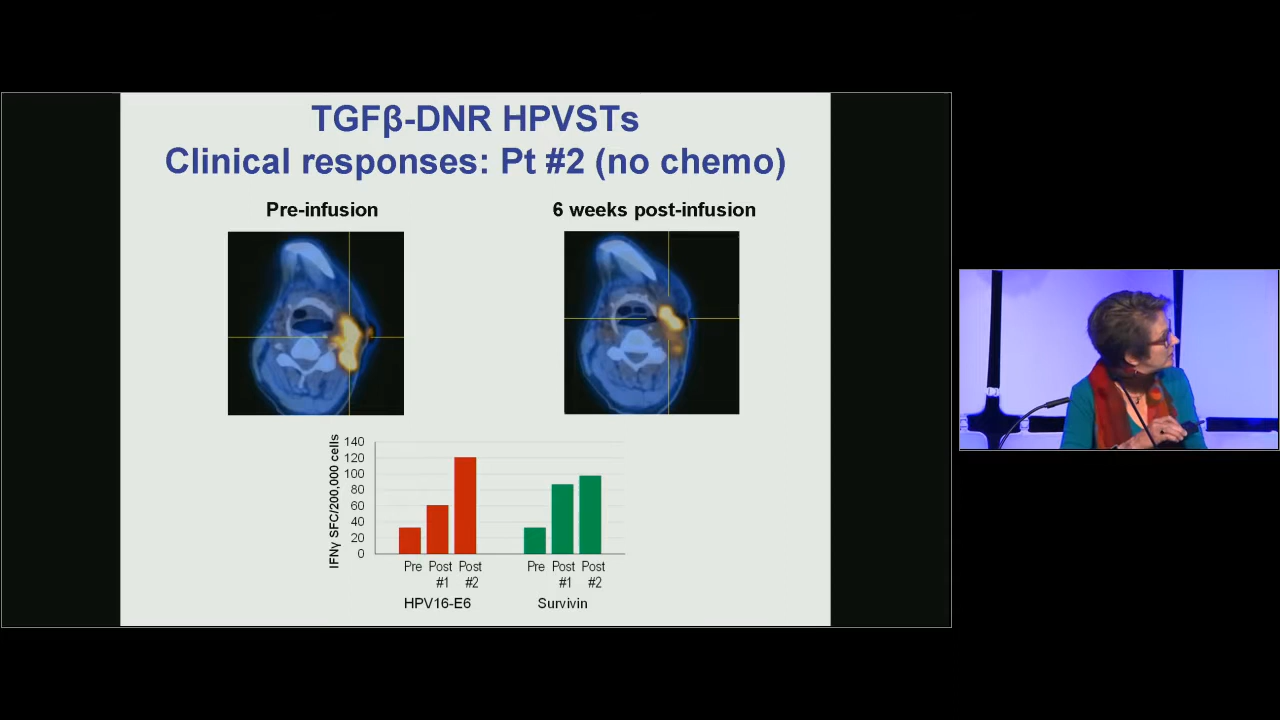 TGFβ-DNR HPVSTs
Clinical responses: Pt #2 (no chemo)
Pre-infusion
6 weeks post-infusion
IFNγ SFC/200,000 cells
140
120
100
80
60
40
20
0
Pre Post Post Pre Post Post
#1 #2 #1 #2
HPV16-E6 Survivin